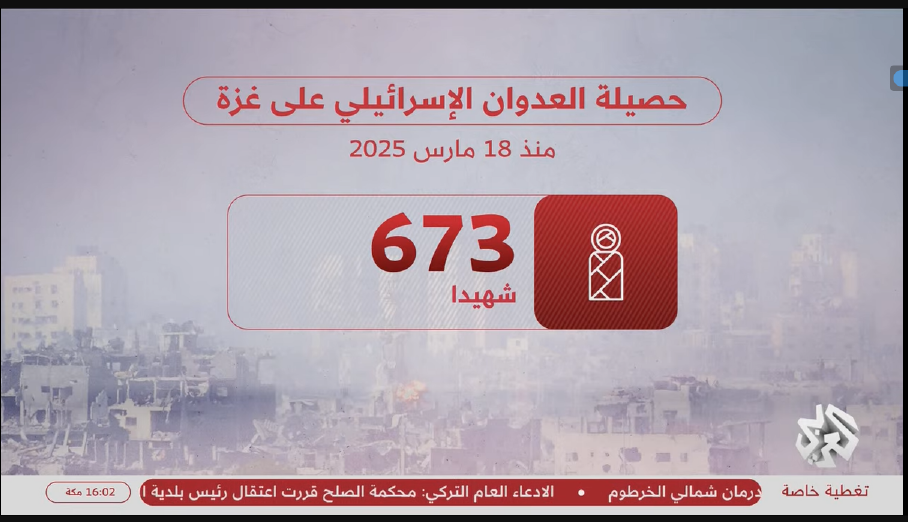 حصيلة العدوان الإسرائيلي على غزة
منذ 18 مارس 2025
673
شهيدا
تغطية خاصة
درمان شمالي الخرطوم • الادعاء العام التركي: محكمة الصلح قررت اعتقال رئيس بلدية ا
16:02 مكة